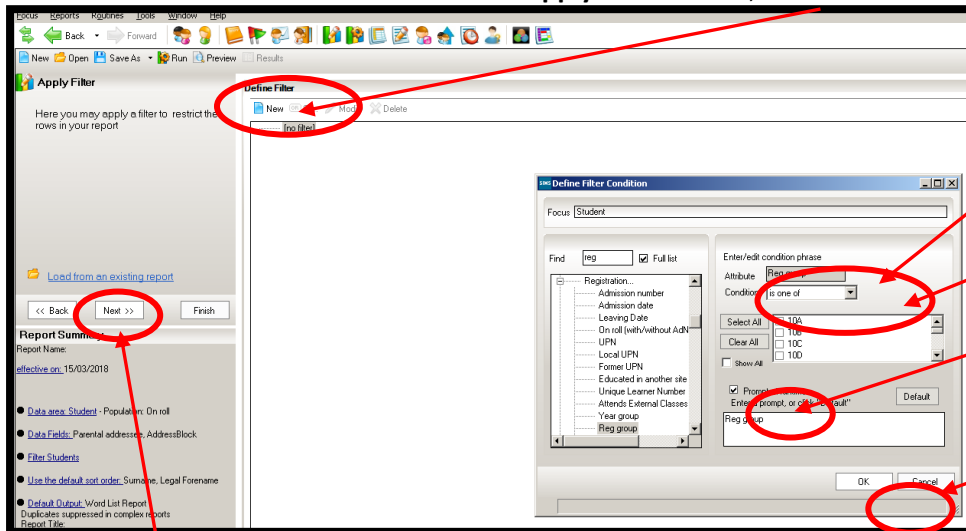 Focus Reports Routines Tools Window Help
Back Forward
New Open Save As Run Preview Results
Apply Filter
Here you may apply a filter to restrict the
rows in your report
Load from an existing report
<< Back Next >> Finish
Report Summary
Report Name:
effective on: 15/03/2018
Data area: Student - Population: On roll
Data Fields: Parental addressee, AddressBlock
Filter Students
Use the default sort order: Surname, Legal Forename
Default Output: Word List Report
Duplicates suppressed in complex reports
Report Title:
Define Filter
New Delete
[no filter]
Define Filter Condition
Focus Student
Find reg Full list
Registration...
Admission number
Admission date
Leaving Date
On roll (with/without AdN
UPN
Local UPN
Former UPN
Educated in another site
Unique Learner Number
Attends External Classes
Year group
Reg group
Enter/edit condition phrase
Attribute Reg group
Condition is one of
Select All 10A
10B
Clear All 10C
Show All 10D
Prompt
Enter a prompt, or click "Default" Default
Reg group
OK Cancel